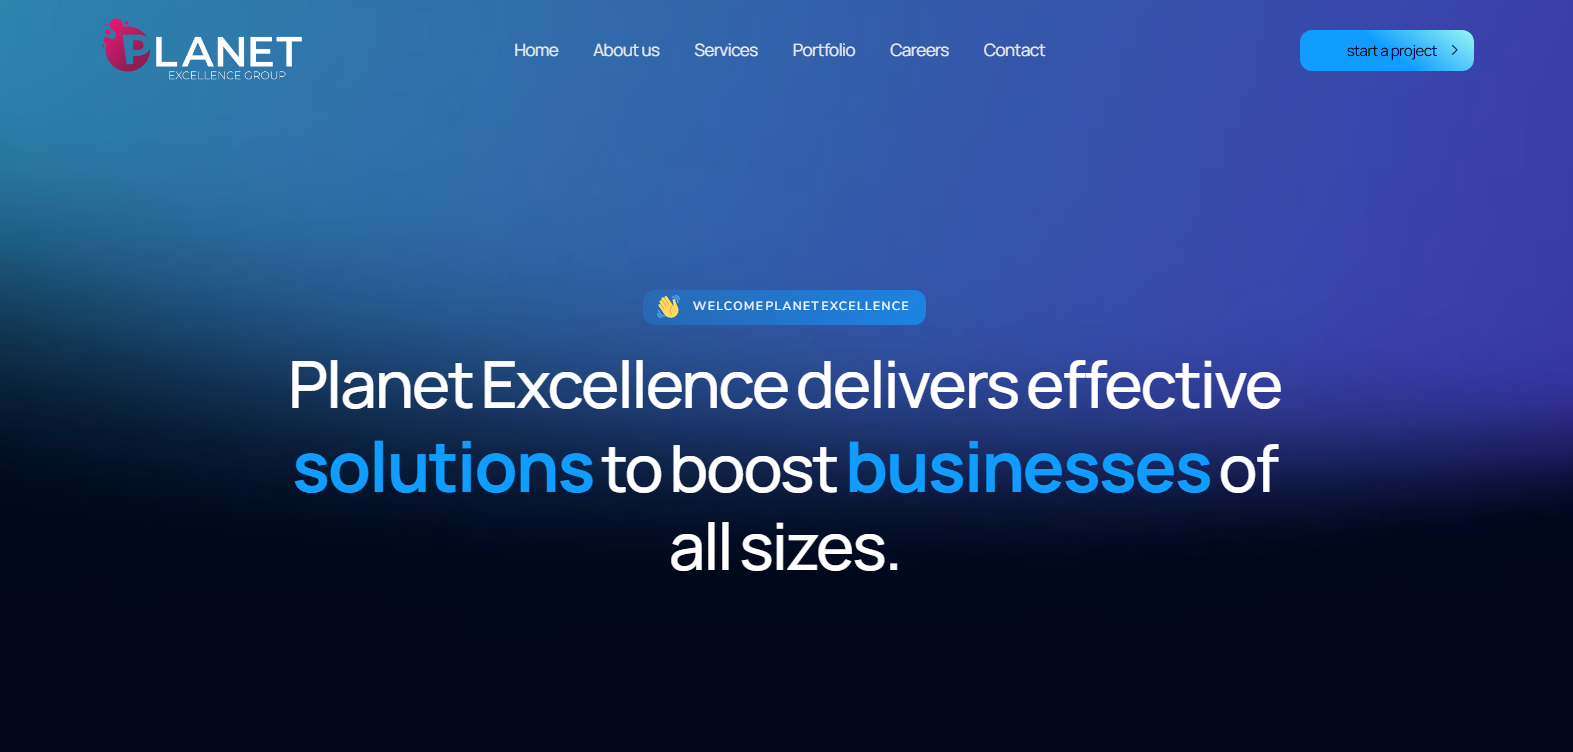 PLANET
EXCELLENCE GROUP
Home About us Services Portfolio Careers Contact
start a project
WELCOME PLANET EXCELLENCE
Planet Excellence delivers effective
solutions to boost businesses of
all sizes.